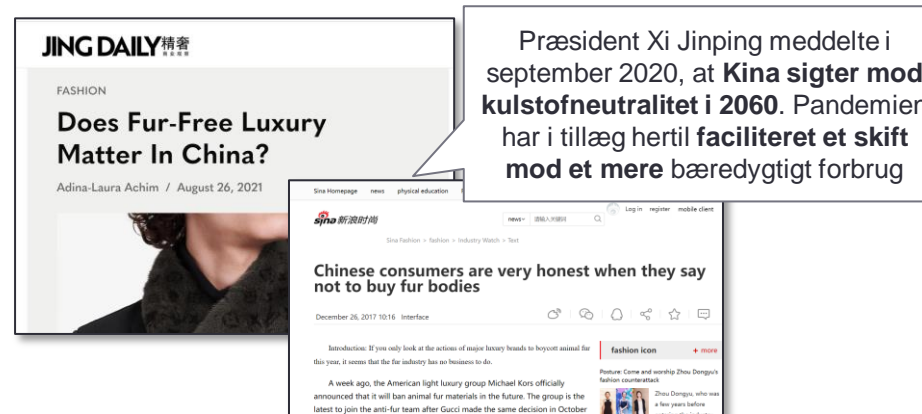 JING DAILY精奢
FASHION
Does Fur-Free Luxury
Matter In China?
Adina-Laura Achim / August 26, 2021
Præsident Xi Jinping meddelte i
september 2020, at Kina sigter mod
kulstofneutralitet i 2060. Pandemien
har i tillæg hertil faciliteret et skift
mod et mere bæredygtigt forbrug
Sina Homepage news physical education
Log in register mobile client
sina新浪时尚
news 请输入关键词
Sina Fashion > fashion > Industry Watch > Text
Chinese consumers are very honest when they say
not to buy fur bodies
December 26, 2017 10:16 Interface
Introduction: If you only look at the actions of major luxury brands to boycott animal fur
this year, it seems that the fur industry has no business to do.
A week ago, the American light luxury group Michael Kors officially
announced that it will ban animal fur materials in the future. The group is the
latest to join the anti-fur team after Gucci made the same decision in October
fashion icon + more
Posture: Come and worship Zhou Dongyu's
fashion counterattack
Zhou Dongyu, who was
a few years before